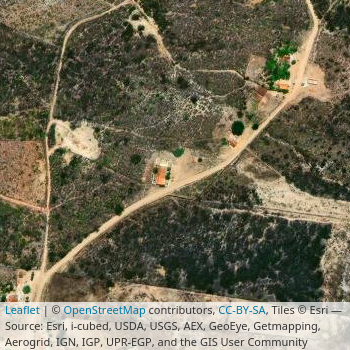 Leaflet | © OpenStreetMap contributors, CC-BY-SA, Tiles © Esri —
Source: Esri, i-cubed, USDA, USGS, AEX, GeoEye, Getmapping,
Aerogrid, IGN, IGP, UPR-EGP, and the GIS User Community